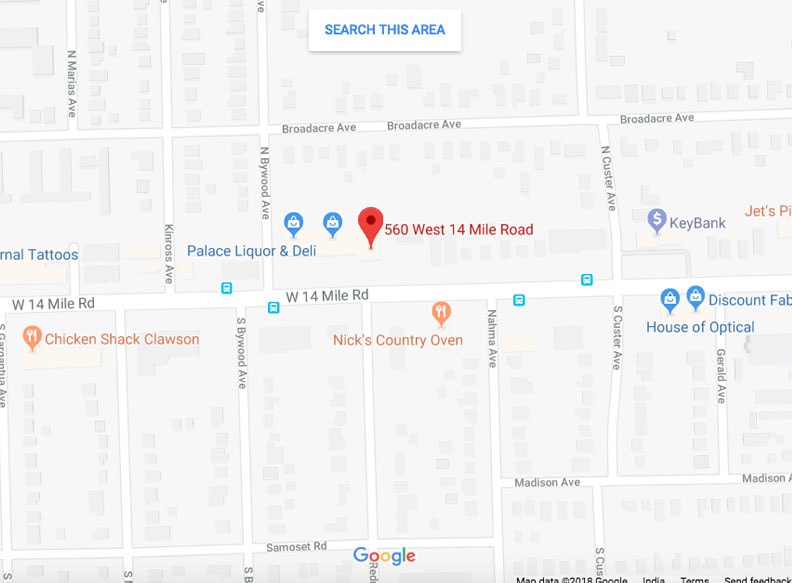 SEARCH THIS AREA
N Marias Ave
Broadacre Ave
Broadacre Ave
Broadacre Ave
N Bywood Ave
N Custer Ave
Kinross Ave
Jet's Pi
KeyBank
560 West 14 Mile Road
Palace Liquor & Deli
rnal Tattoos
W 14 Mile Rd
W 14 Mile Rd
Discount Fab
House of Optical
Chicken Shack Clawson
Nick's Country Oven
S Gargantua Ave
S Bywood Ave
Nahma Ave
S Custer Ave
Gerald Ave
Madison Ave
Madison A
Samoset Rd
Google
S
S
S
Redr
S Cus
S
Map data ©2018 Google India Terms Send feedback